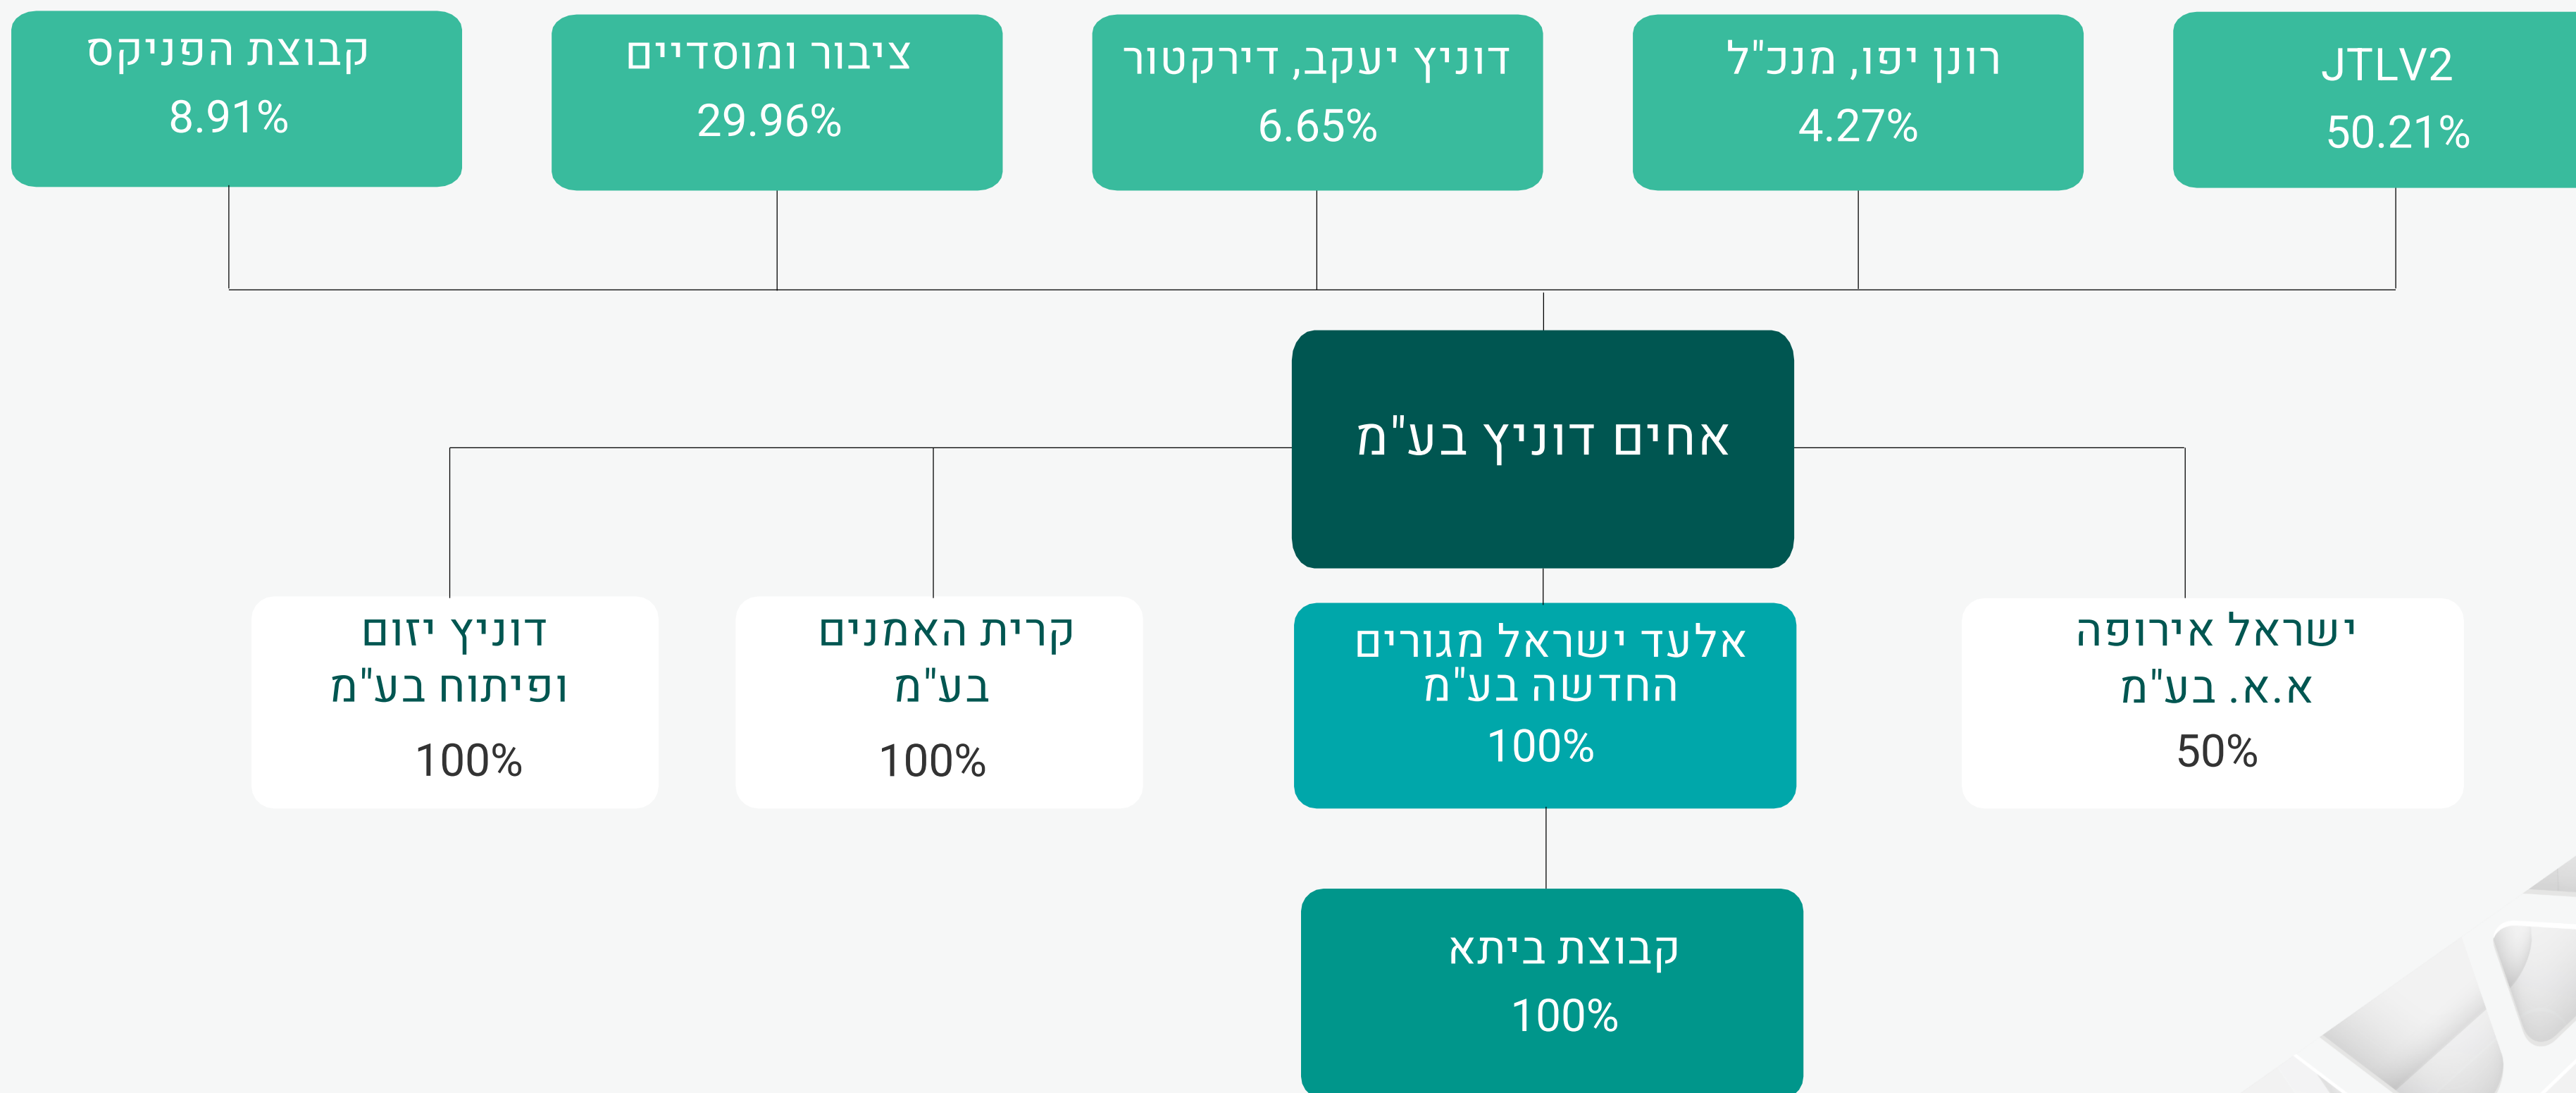 JTLV2
50.21%
רונן יפו, מנכ"ל
4.27%
דוניץ יעקב, דירקטור
6.65%
ציבור ומוסדיים
29.96%
קבוצת הפניקס
8.91%
אחים דוניץ בע"מ
ישראל אירופה
א.א. בע"מ
50%
אלעד ישראל מגורים
החדשה בע"מ
100%
קרית האמנים
בע"מ
100%
דוניץ יזום
ופיתוח בע"מ
100%
קבוצת ביתא
100%